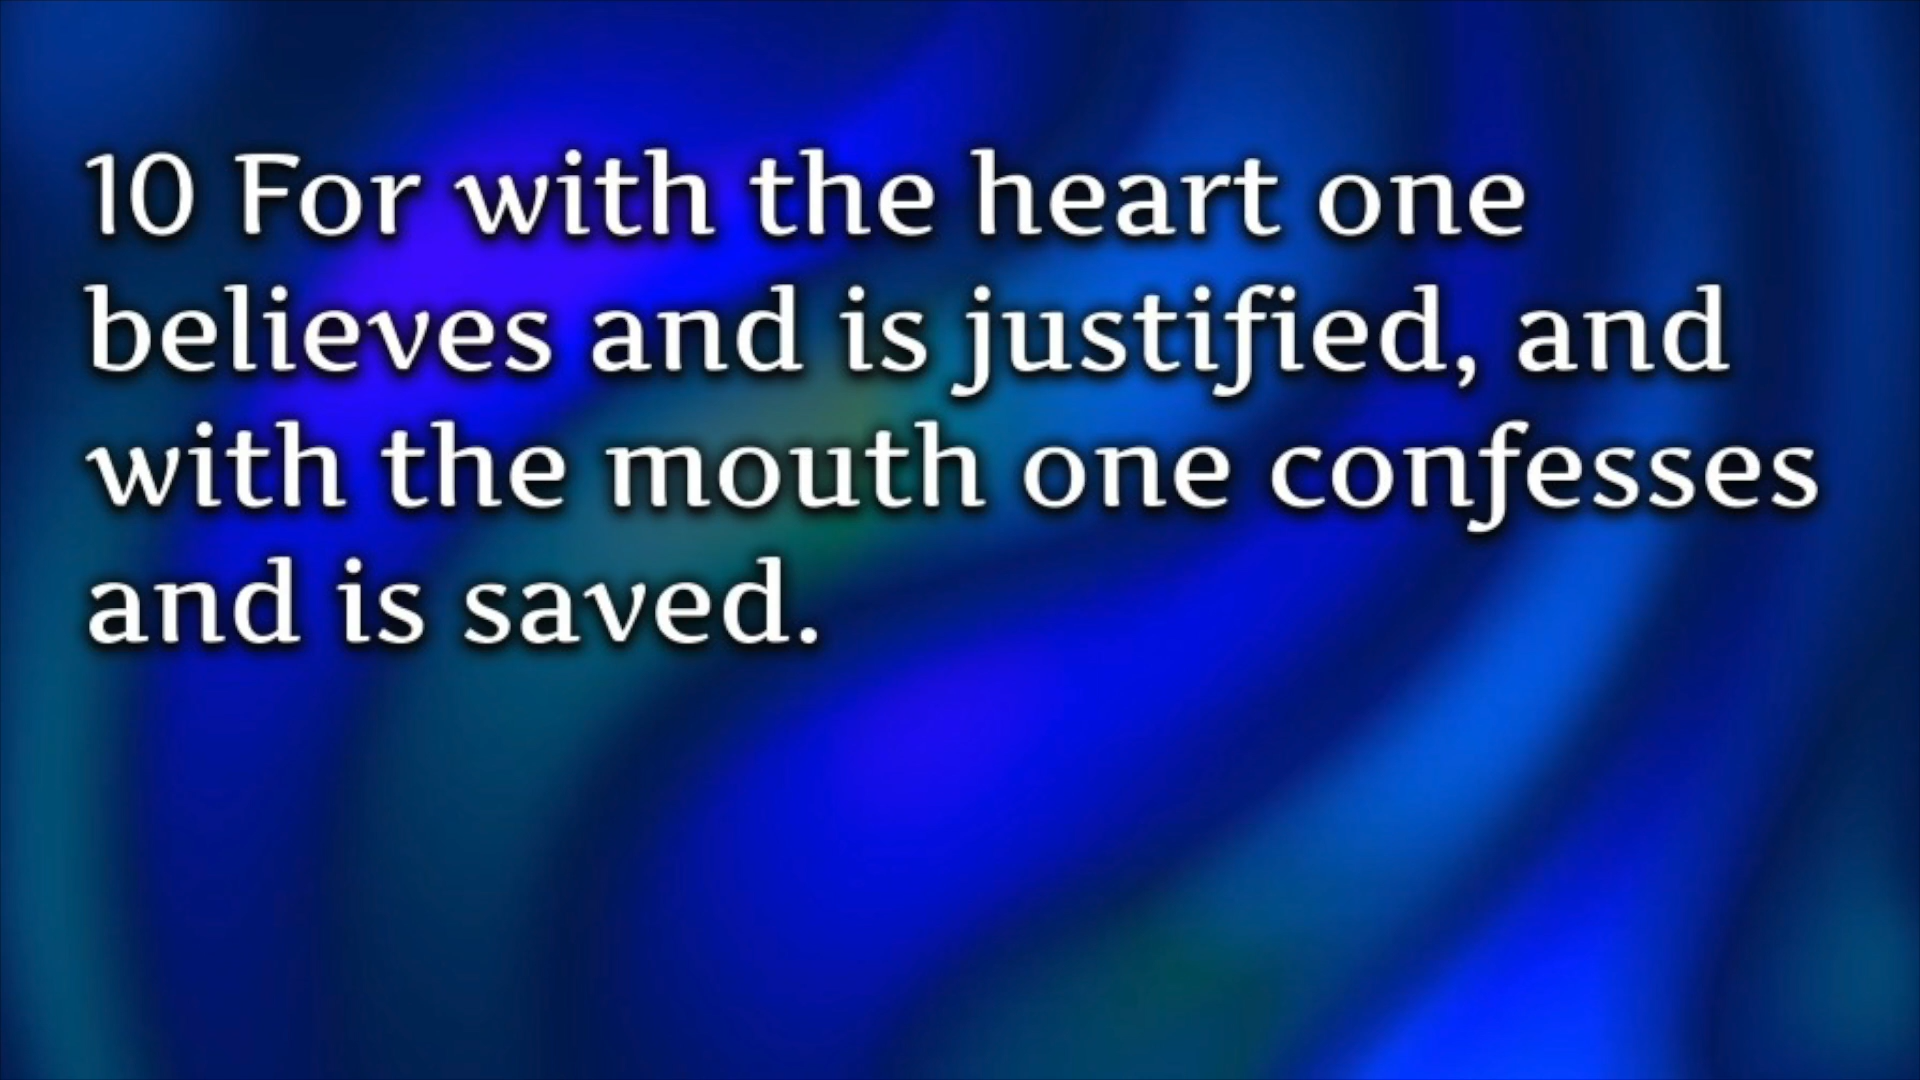 10 For with the heart one
believes and is justified, and
with the mouth one confesses
and is saved.